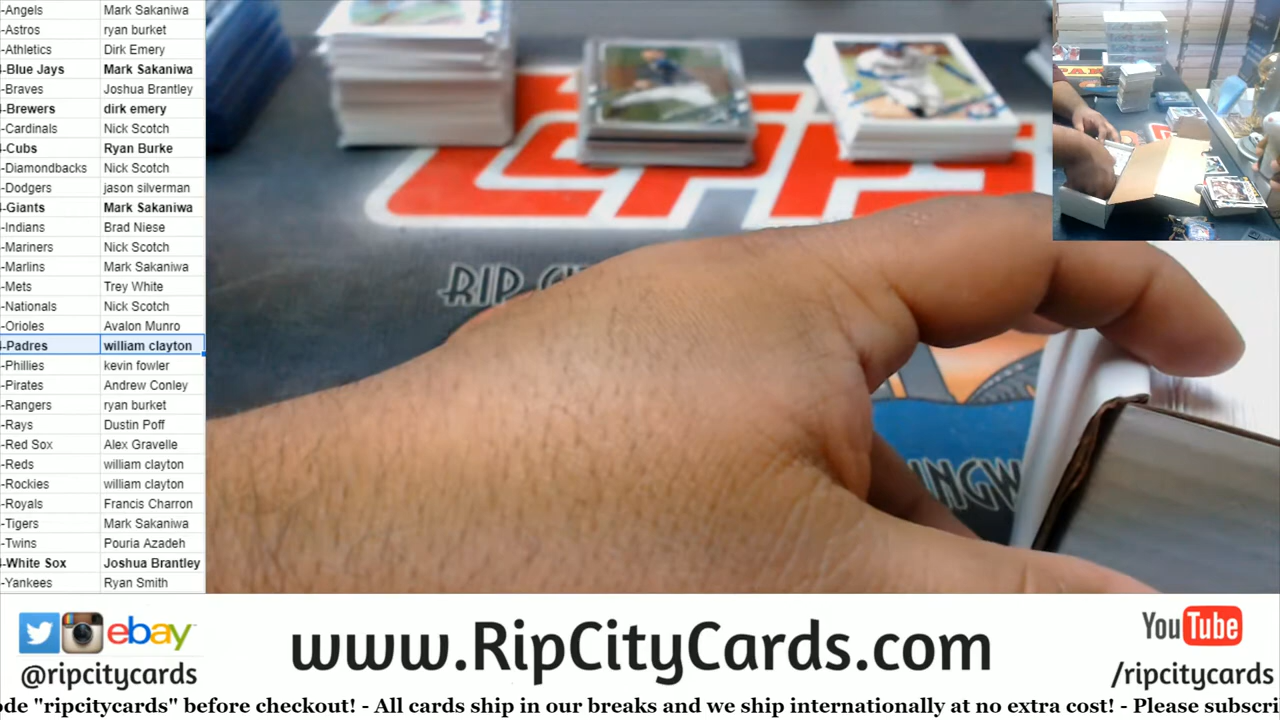 -Angels Mark Sakaniwa
-Astros ryan burket
-Athletics Dirk Emery
-Blue Jays Mark Sakaniwa
-Braves Joshua Brantley
-Brewers dirk emery
-Cardinals Nick Scotch
-Cubs Ryan Burke
-Diamondbacks Nick Scotch
-Dodgers jason silverman
-Giants Mark Sakaniwa
-Indians Brad Niese
-Mariners Nick Scotch
-Marlins Mark Sakaniwa
-Mets Trey White
-Nationals Nick Scotch
-Orioles Avalon Munro
-Padres william clayton
-Phillies kevin fowler
-Pirates Andrew Conley
-Rangers ryan burket
-Rays Dustin Poff
-Red Sox Alex Gravelle
-Reds william clayton
-Rockies william clayton
-Royals Francis Charron
-Tigers Mark Sakaniwa
-Twins Pouria Azadeh
-White Sox Joshua Brantley
-Yankees Ryan Smith
RIP
ebay
@ripcitycards
www.RipCityCards.com
YouTube
/ripcitycards
ode "ripcitycards" before checkout! - All cards ship in our breaks and we ship internationally at no extra cost! - Please subscri